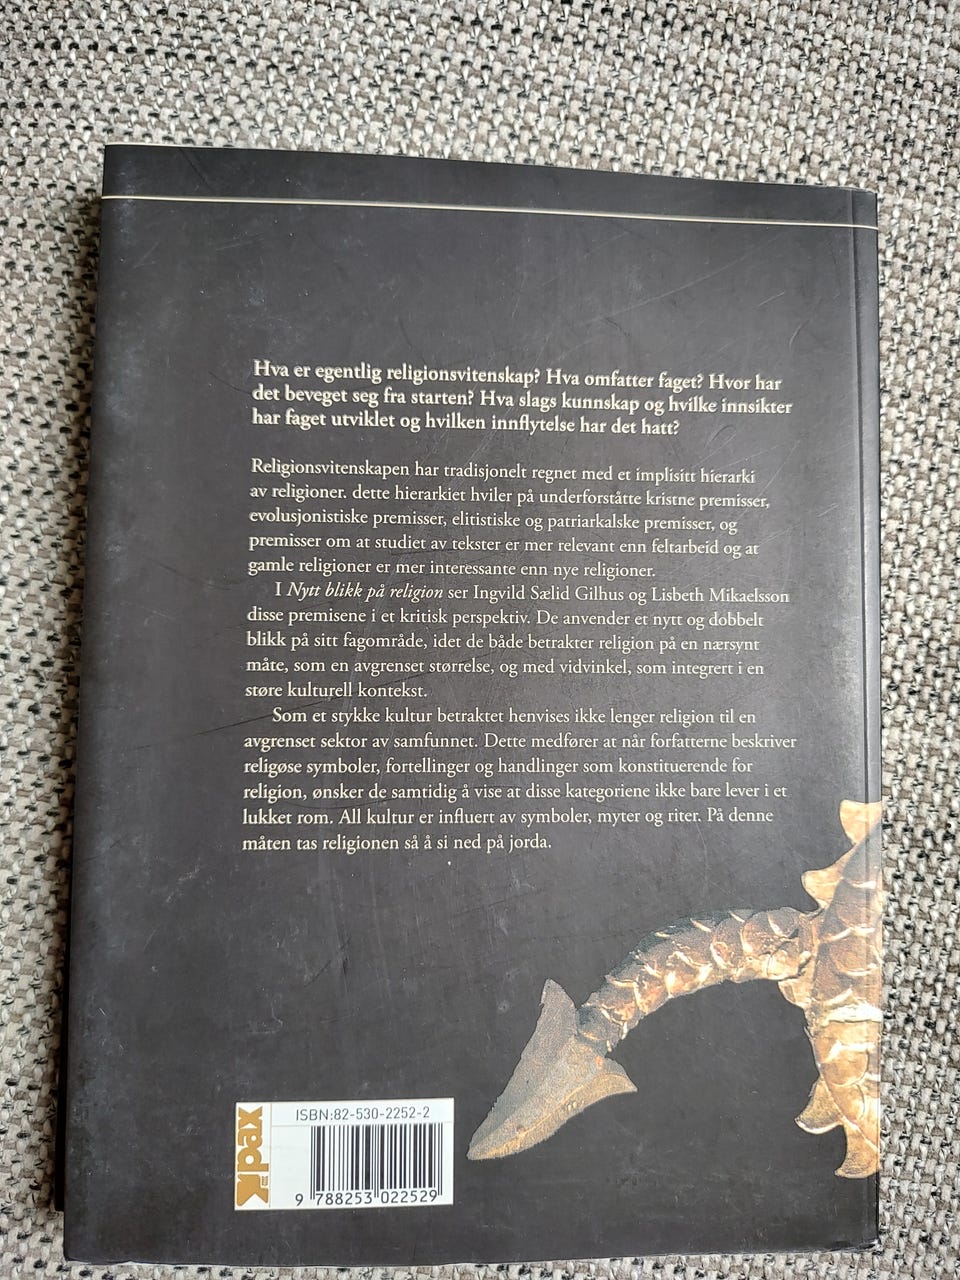 Hva er egentlig religionsvitenskap? Hva omfatter faget? Hvor har
det beveget seg fra starten? Hva slags kunnskap og hvilke innsikter
har faget utviklet og hvilken innflytelse har det hatt?
Religionsvitenskapen har tradisjonelt regnet med et implisitt hierarki
av religioner. dette hierarkiet hviler på underforståtte kristne premisser,
evolusjonistiske premisser, elitistiske og patriarkalske premisser, og
premisser om at studiet av tekster er mer relevant enn feltarbeid og at
gamle religioner er mer interessante enn nye religioner.
I Nytt blikk på religion ser Ingvild Sælid Gilhus og Lisbeth Mikaelsson
disse premisene i et kritisk perspektiv. De anvender et nytt og dobbelt
blikk på sitt fagområde, idet de både betrakter religion på en nærsynt
måte, som en avgrenset størrelse, og med vidvinkel, som integrert i en
støre kulturell kontekst.
Som et stykke kultur betraktet henvises ikke lenger religion til en
avgrenset sektor av samfunnet. Dette medfører at når forfatterne beskriver
religøse symboler, fortellinger og handlinger som konstituerende for
religion, ønsker de samtidig å vise at disse kategoriene ikke bare lever i et
lukket rom. All kultur er influert av symboler, myter og riter. På denne
måten tas religionen så å si ned på jorda.
pax
ISBN:82-530-2252-2
9 788253 022529